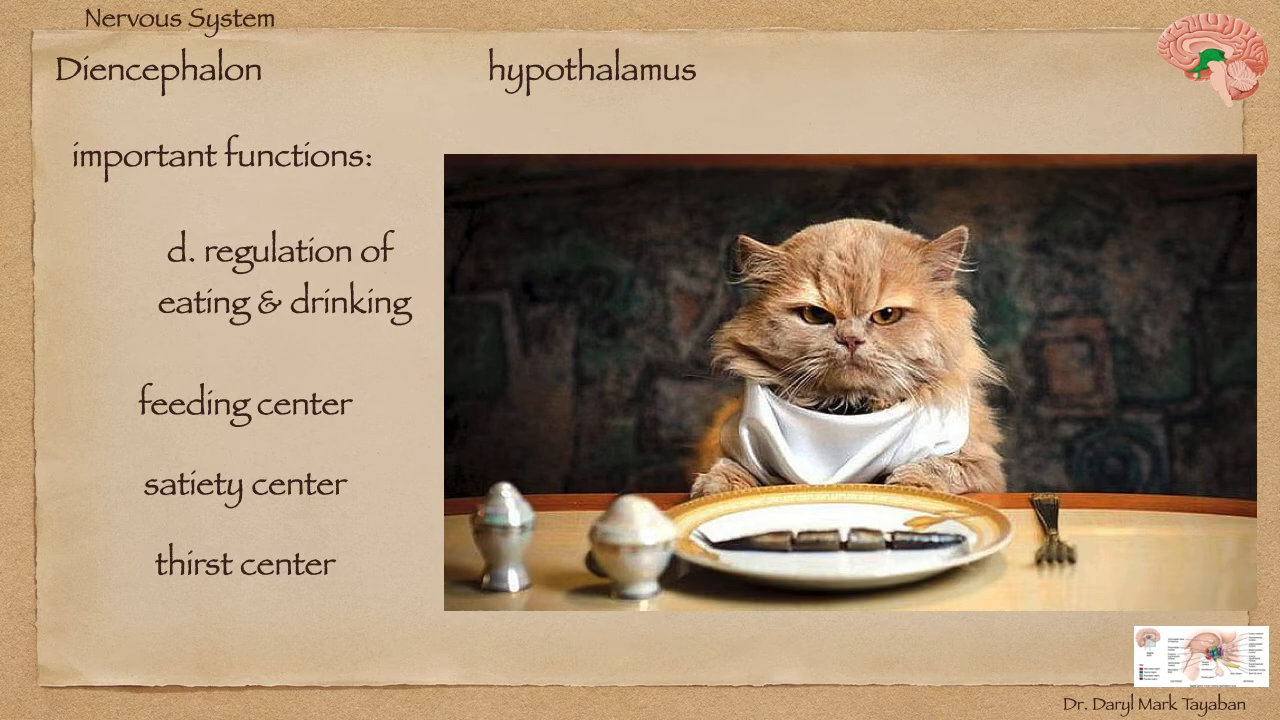 Nervous System
Diencephalon
hypothalamus
important functions:
d. regulation of
eating & drinking
feeding center
satiety center
thirst center
Dr. Daryl Mark Tayaban